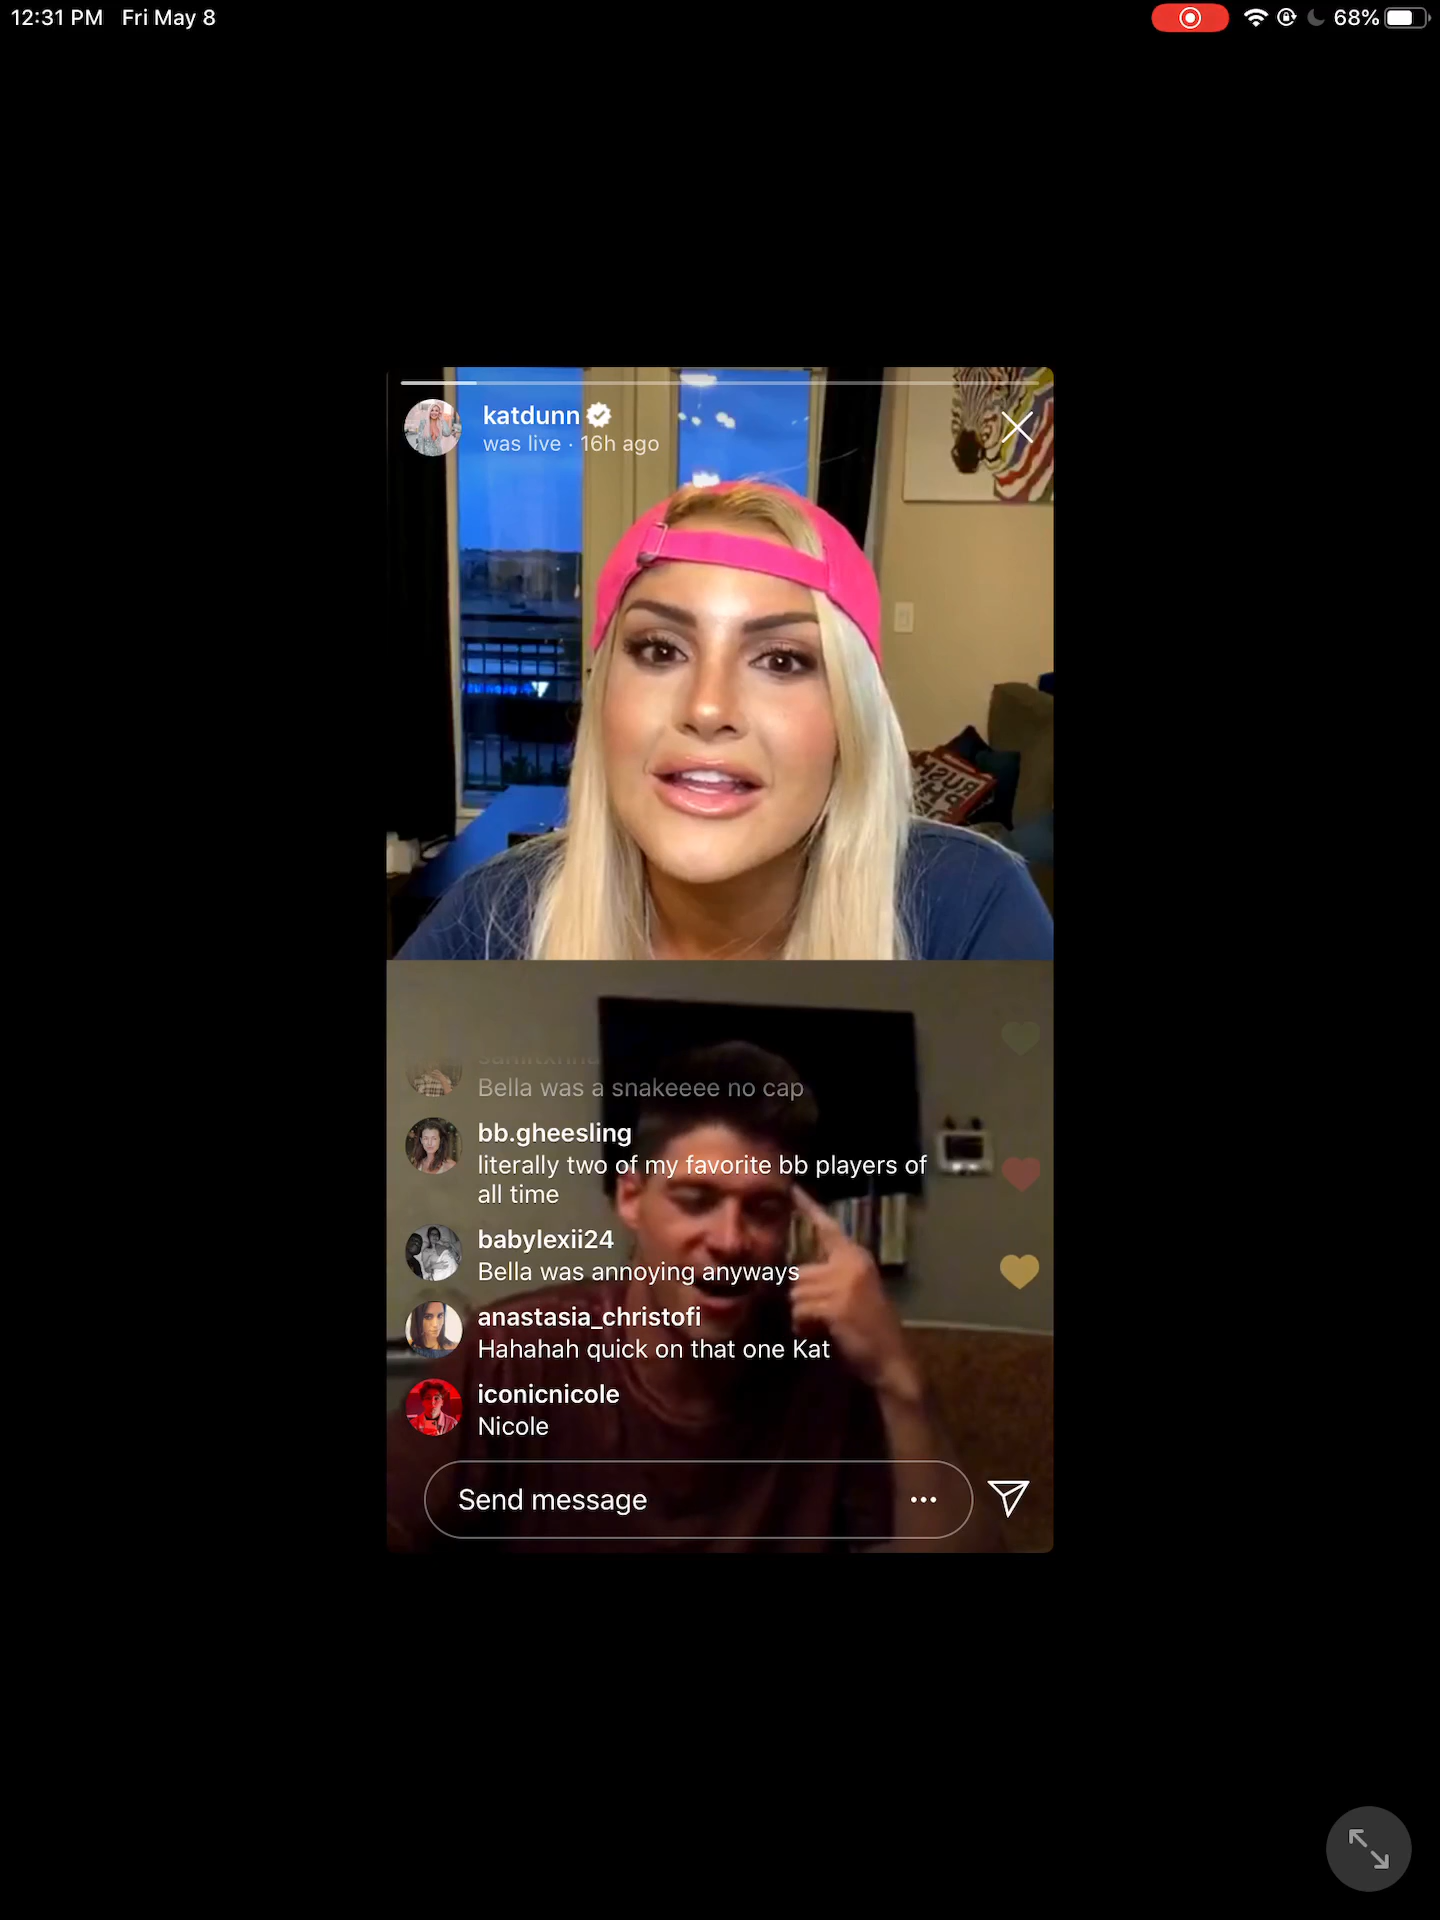 12:31 PM Fri May 8
68%
katdunn
was live · 16h ago
Bella was a snakeeee no cap
bb.gheesling
literally two of my favorite bb players of
all time
babylexii24
Bella was annoying anyways
anastasia_christofi
Hahahah quick on that one Kat
iconicnicole
Nicole
Send message